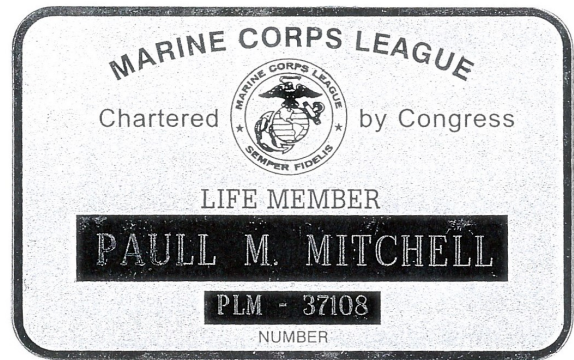 MARINE CORPS LEAGUE
Chartered by Congress
MARINE CORPS LEAGUE
SEMPER FIDELIS
LIFE MEMBER
PAULL M. MITCHELL
PLM - 37108
NUMBER